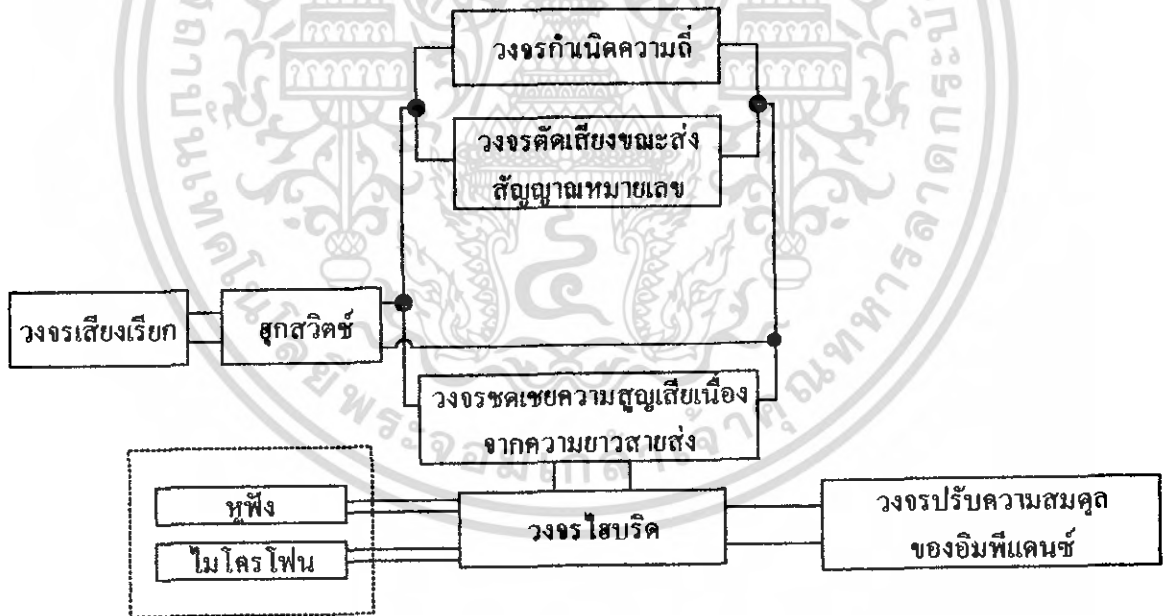 วงจรกำเนิดความถี่
วงจรตัดเสียงขณะส่ง
สัญญาณหมายเลข
วงจรเสียงเรียก
ฮุกสวิตช์
วงจรชดเชยความสูญเสียเนื่อง
จากความยาวสายส่ง
หูฟัง
ไมโครโฟน
วงจรไฮบริด
วงจรปรับความสมดุล
ของอิมพีแดนซ์